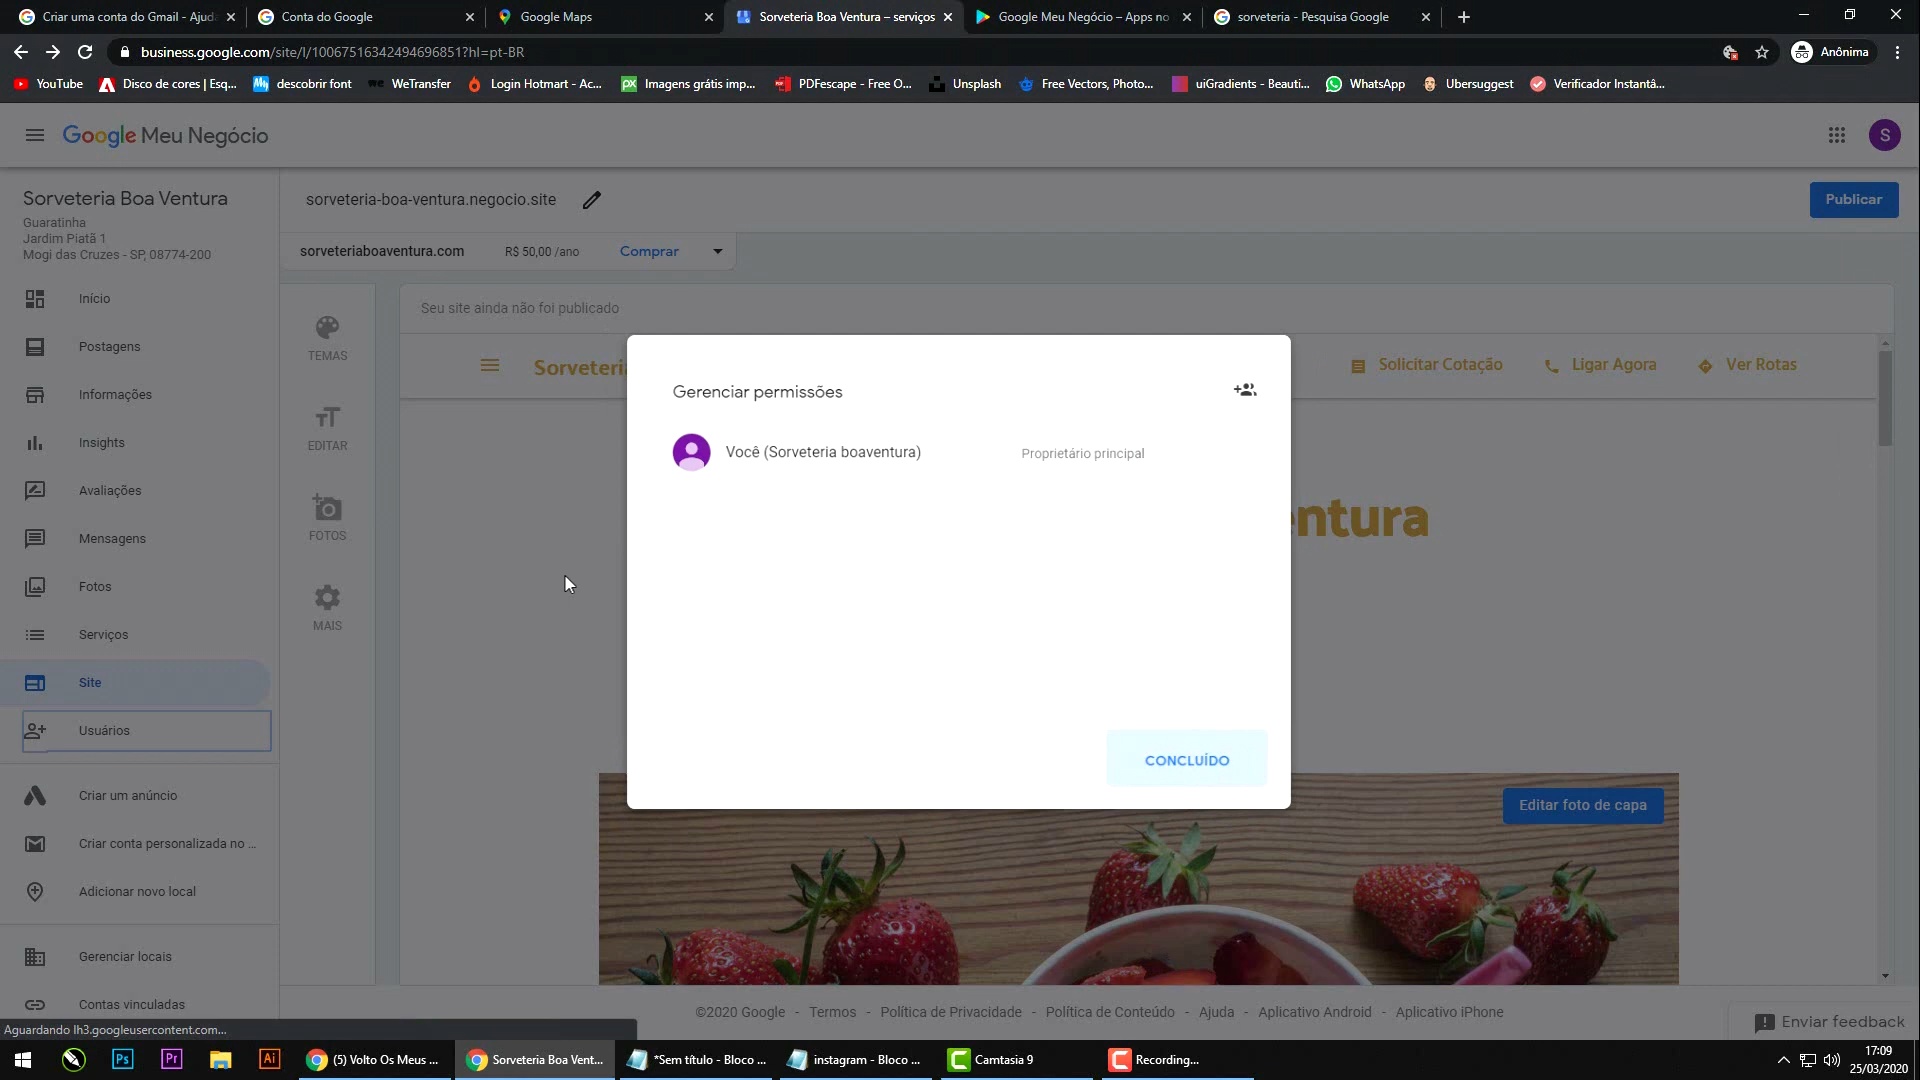 Criar uma conta do Gmail - Ajuda
Conta do Google
Google Maps
Sorveteria Boa Ventura – serviços
Google Meu Negócio – Apps no
sorveteria - Pesquisa Google
business.google.com/site/l/10067516342494696851?hl=pt-BR
Anônima
YouTube
Disco de cores | Esq...
descobrir font
WeTransfer
Login Hotmart - Ac...
Imagens grátis imp...
PDFescape - Free O...
Unsplash
Free Vectors, Photo...
uiGradients - Beauti...
WhatsApp
Ubersuggest
Verificador Instantâ...
Google Meu Negócio
S
Sorveteria Boa Ventura
Guaratinha
Jardim Piatã 1
Mogi das Cruzes - SP, 08774-200
sorveteria-boa-ventura.negocio.site
Publicar
sorveteriaboaventura.com
R$ 50,00 /ano
Comprar
Início
Postagens
Informações
Insights
Avaliações
Mensagens
Fotos
Serviços
Site
Usuários
Criar um anúncio
Criar conta personalizada no ...
Adicionar novo local
Gerenciar locais
Contas vinculadas
TEMAS
EDITAR
FOTOS
MAIS
Seu site ainda não foi publicado
Sorveteri
Solicitar Cotação
Ligar Agora
Ver Rotas
entura
Gerenciar permissões
Você (Sorveteria boaventura)
Proprietário principal
CONCLUÍDO
Editar foto de capa
©2020 Google - Termos - Política de Privacidade - Política de Conteúdo - Ajuda - Aplicativo Android - Aplicativo iPhone
Enviar feedback
Aguardando lh3.googleusercontent.com...
Ps
Pr
Ai
(5) Volto Os Meus ...
Sorveteria Boa Vent...
*Sem título - Bloco ...
instagram - Bloco ...
Camtasia 9
Recording...
17:09
25/03/2020